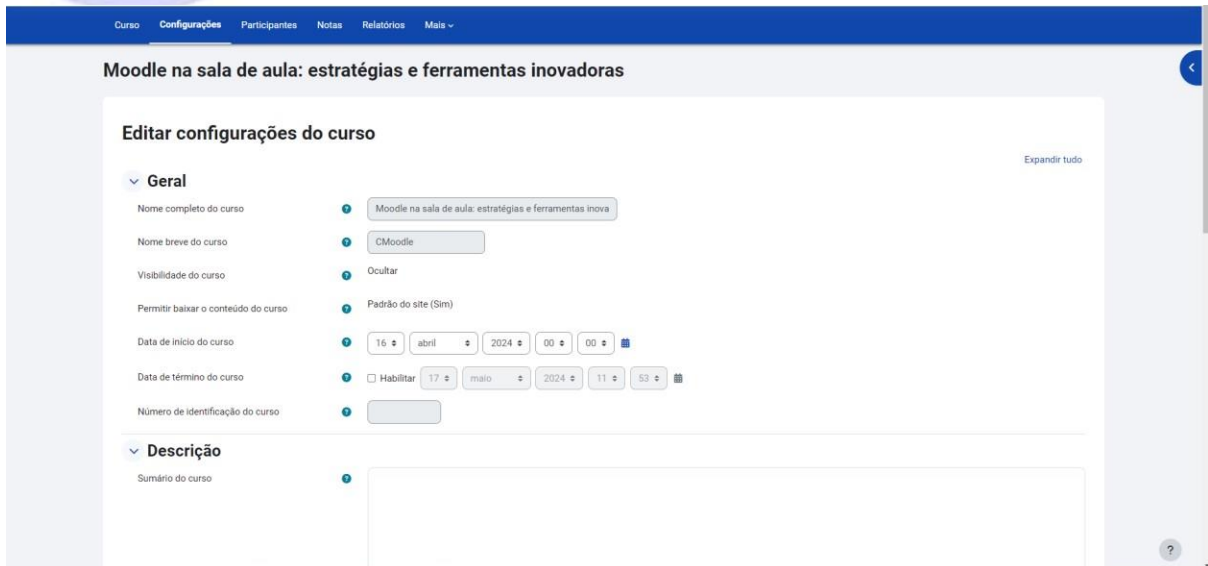 Curso Configurações Participantes Notas Relatórios Mais
Moodle na sala de aula: estratégias e ferramentas inovadoras
Editar configurações do curso
Expandir tudo
Geral
Nome completo do curso ? Moodle na sala de aula: estratégias e ferramentas inova
Nome breve do curso ? CMoodle
Visibilidade do curso ? Ocultar
Permitir baixar o conteúdo do curso ? Padrão do site (Sim)
Data de início do curso ? 16 abril 2024 00 00
Data de término do curso ? Habilitar 17 maio 2024 11 53
Número de identificação do curso ?
Descrição
Sumário do curso ?
?